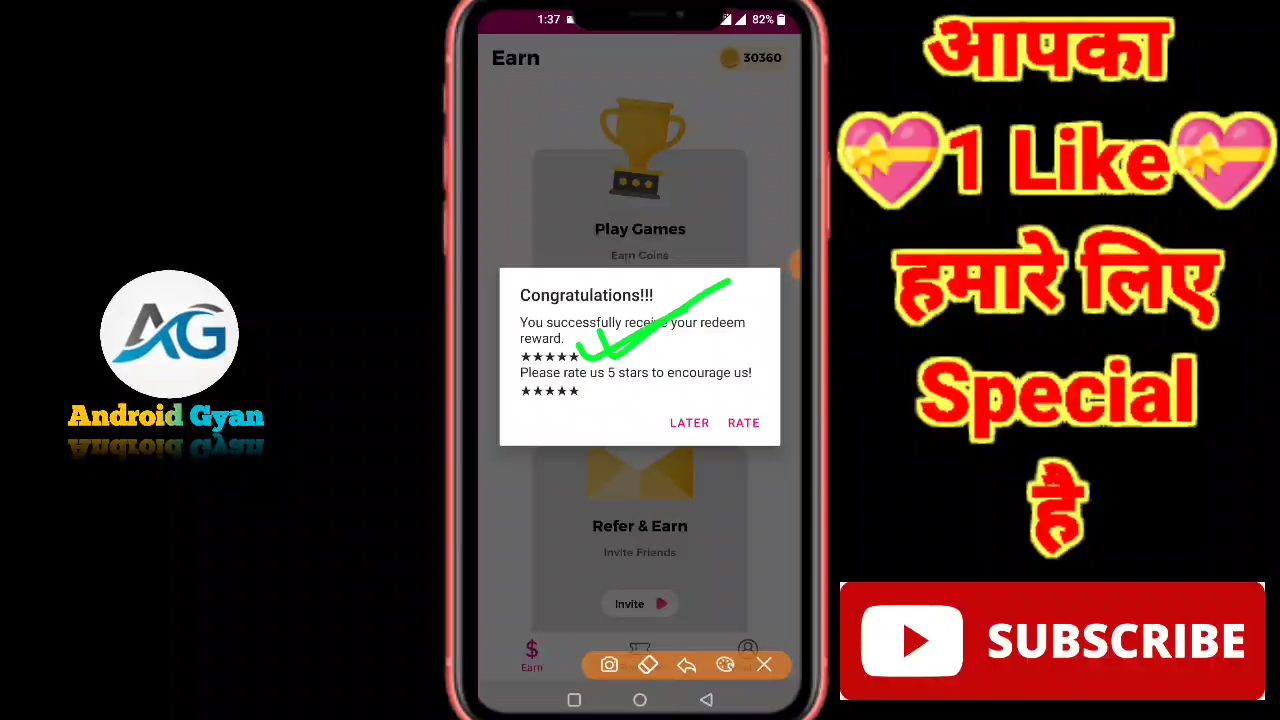 1:37
82%
Earn
30360
Play Games
Earn Coins
Congratulations!!!
You successfully receive your redeem
reward.
★★★★★
Please rate us 5 stars to encourage us!
★★★★★
LATER
RATE
Refer & Earn
Invite Friends
Invite
$
Earn
AG
Android Gyan
आपका
💝1 Like💝
हमारे लिए
Special
है
SUBSCRIBE